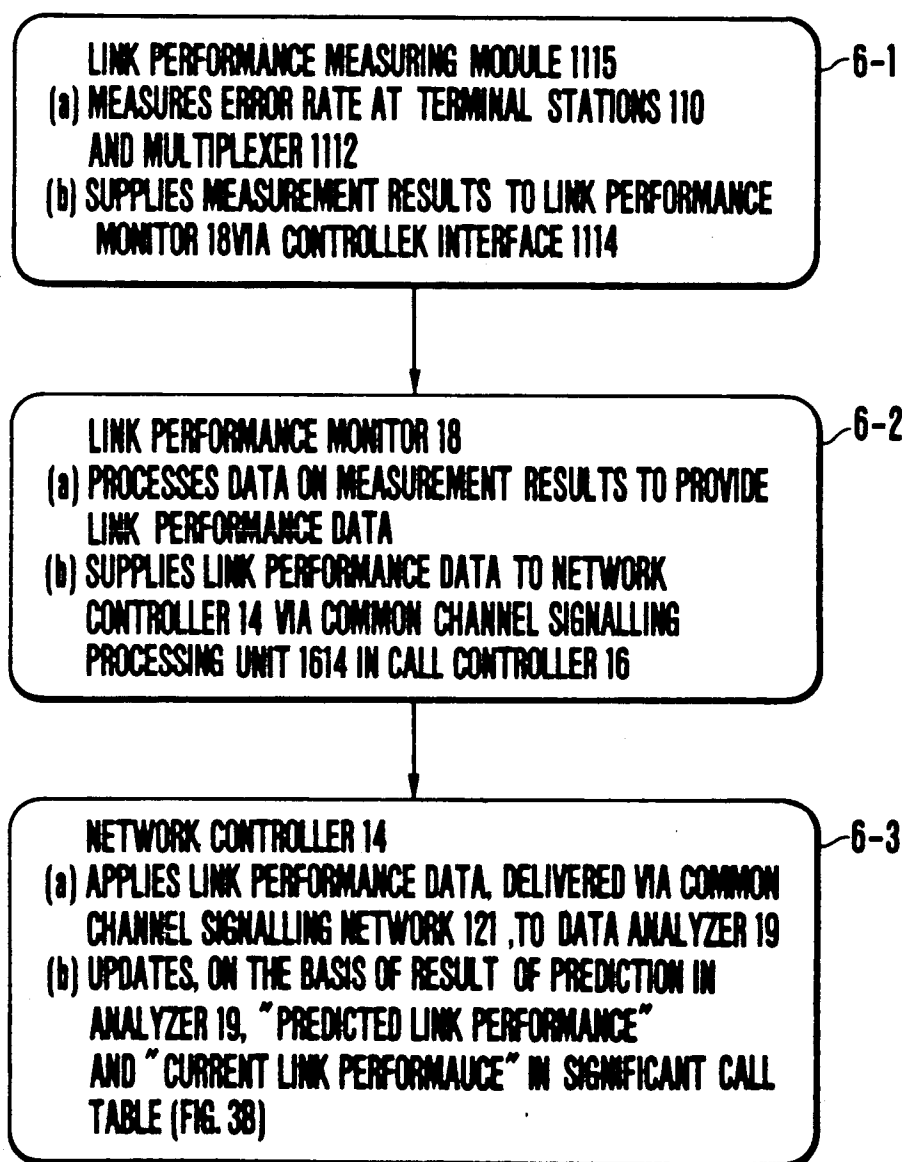 LINK PERFORMANCE MEASURING MODULE 1115
6-1
(a) MEASURES ERROR RATE AT TERMINAL STATIONS 110
AND MULTIPLEXER 1112
(b) SUPPLIES MEASUREMENT RESULTS TO LINK PERFORMANCE
MONITOR 18VIA CONTROLLEK INTERFACE 1114
LINK PERFORMANCE MONITOR 18
6-2
(a) PROCESSES DATA ON MEASUREMENT RESULTS TO PROVIDE
LINK PERFORMANCE DATA
(b) SUPPLIES LINK PERFORMANCE DATA TO NETWORK
CONTROLLER 14 VIA COMMON CHANNEL SIGNALLING
PROCESSING UNIT 1614 IN CALL CONTROLLER 16
NETWORK CONTROLLER 14
6-3
(a) APPLIES LINK PERFORMANCE DATA, DELIVERED VIA COMMON
CHANNEL SIGNALLING NETWORK 121 ,TO DATA ANALYZER 19
(b) UPDATES, ON THE BASIS OF RESULT OF PREDICTION IN
ANALYZER 19, "PREDICTED LINK PERFORMANCE"
AND "CURRENT LINK PERFORMAUCE" IN SIGNIFICANT CALL
TABLE (FIG. 3B)